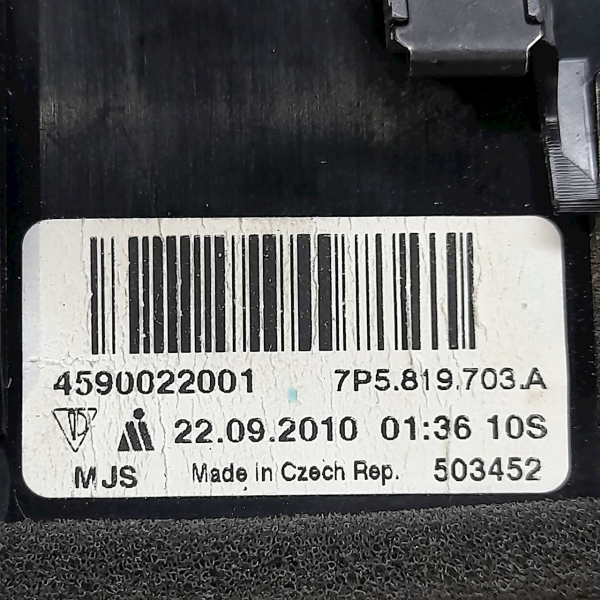 4590022001 7P5.819.703.A
22.09.2010 01:36 10S
MJS Made in Czech Rep. 503452